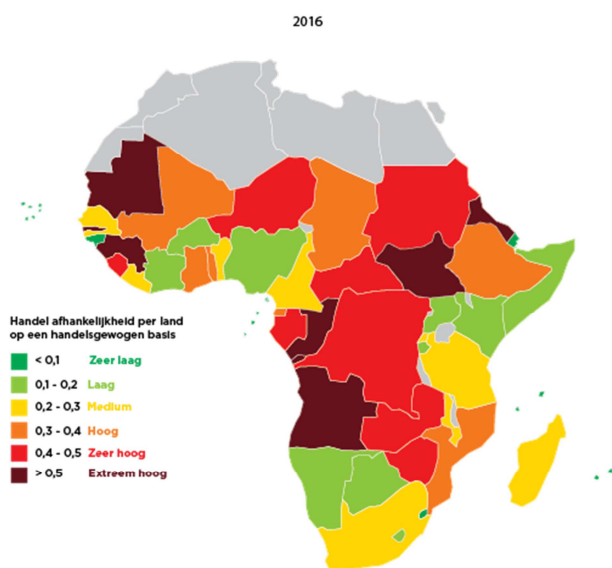 2016
Handel afhankelijkheid per land
op een handelsgewogen basis
< 0,1 Zeer laag
0,1 - 0,2 Laag
0,2 - 0,3 Medium
0,3 - 0,4 Hoog
0,4 - 0,5 Zeer hoog
> 0,5 Extreem hoog